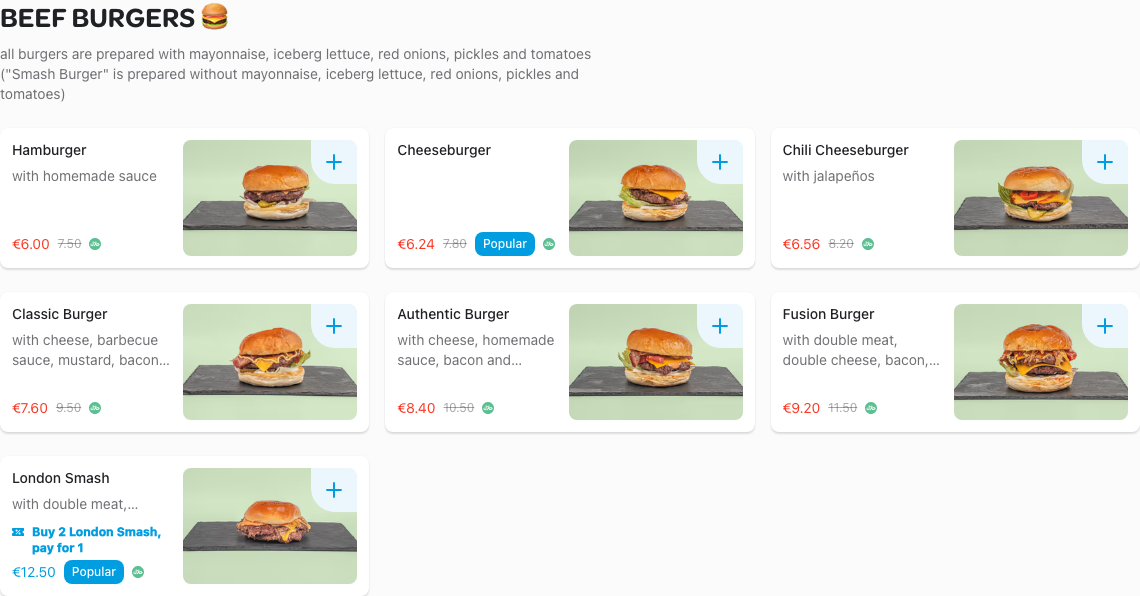 BEEF BURGERS 🍔
all burgers are prepared with mayonnaise, iceberg lettuce, red onions, pickles and tomatoes
("Smash Burger" is prepared without mayonnaise, iceberg lettuce, red onions, pickles and
tomatoes)
Hamburger
with homemade sauce
€6.00 7.50
Cheeseburger
€6.24 7.80 Popular
Chili Cheeseburger
with jalapeños
€6.56 8.20
Classic Burger
with cheese, barbecue
sauce, mustard, bacon...
€7.60 9.50
Authentic Burger
with cheese, homemade
sauce, bacon and...
€8.40 10.50
Fusion Burger
with double meat,
double cheese, bacon,...
€9.20 11.50
London Smash
with double meat,...
Buy 2 London Smash,
pay for 1
€12.50 Popular